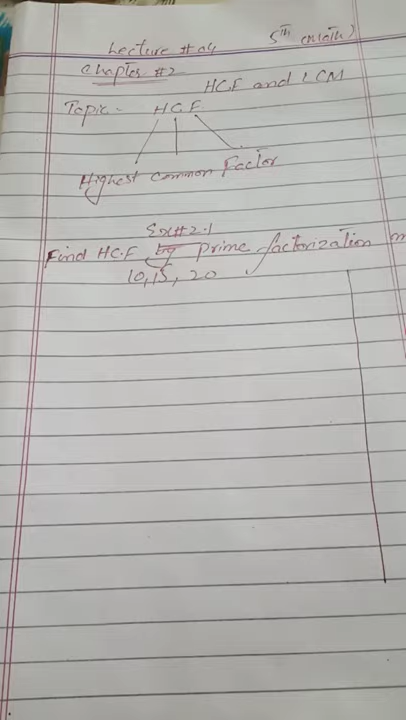 Lecture # 04 5th (Math)
Chapter # 2
HCF and LCM
Topic - HCF
Highest common Factor
Ex # 2.1
Find H.C.F by prime factorization m
10, 15, 20